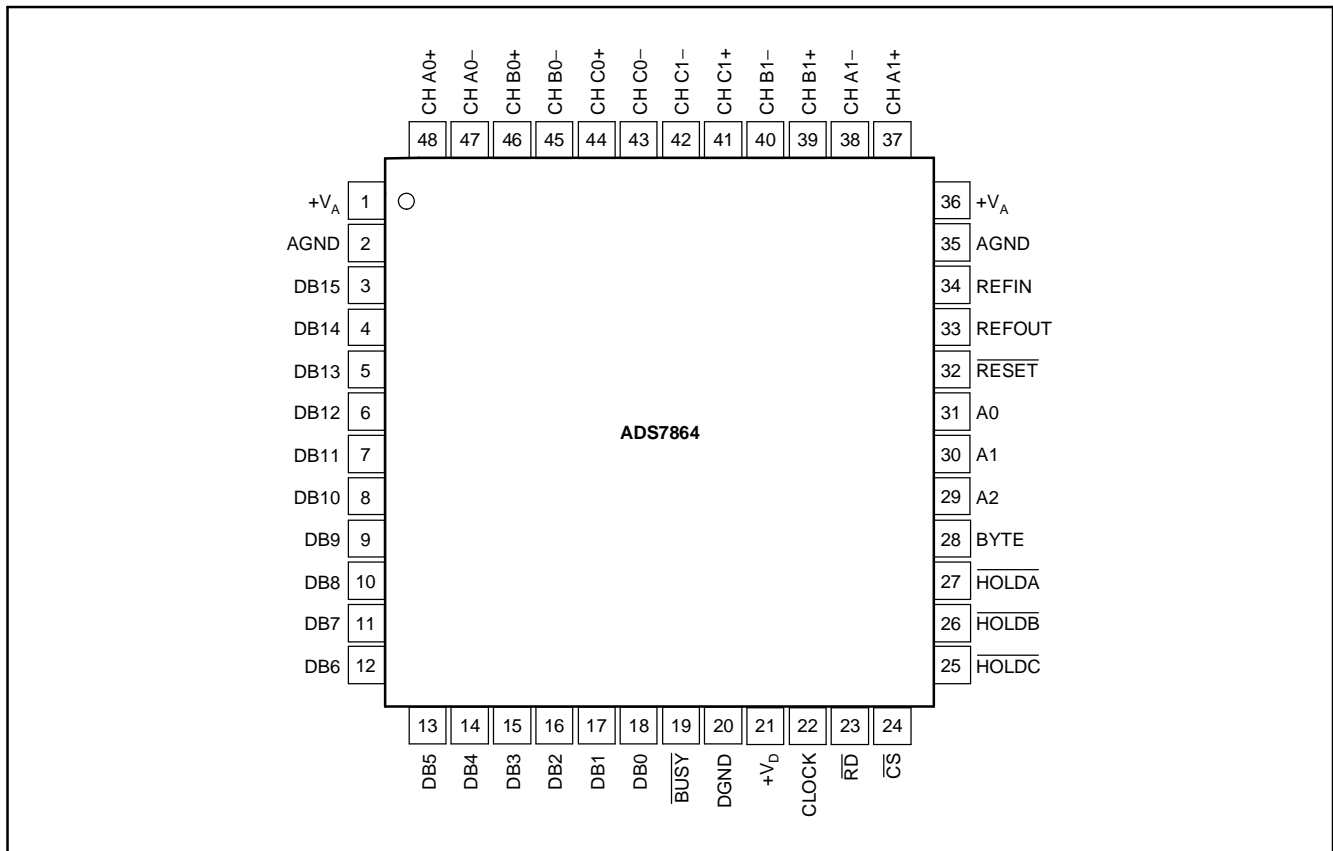 CH A0+
CH A0–
CH B0+
CH B0–
CH C0+
CH C0–
CH C1–
CH C1+
CH B1–
CH B1+
CH A1–
CH A1+
48 47 46 45 44 43 42 41 40 39 38 37
+VA 1
36 +VA
AGND 2
35 AGND
DB15 3
34 REFIN
DB14 4
33 REFOUT
DB13 5
32 RESET
DB12 6
31 A0
ADS7864
DB11 7
30 A1
DB10 8
29 A2
DB9 9
28 BYTE
DB8 10
27 HOLDA
DB7 11
26 HOLDB
DB6 12
25 HOLDC
13 14 15 16 17 18 19 20 21 22 23 24
DB5
DB4
DB3
DB2
DB1
DB0
BUSY
DGND
+VD
CLOCK
RD
CS